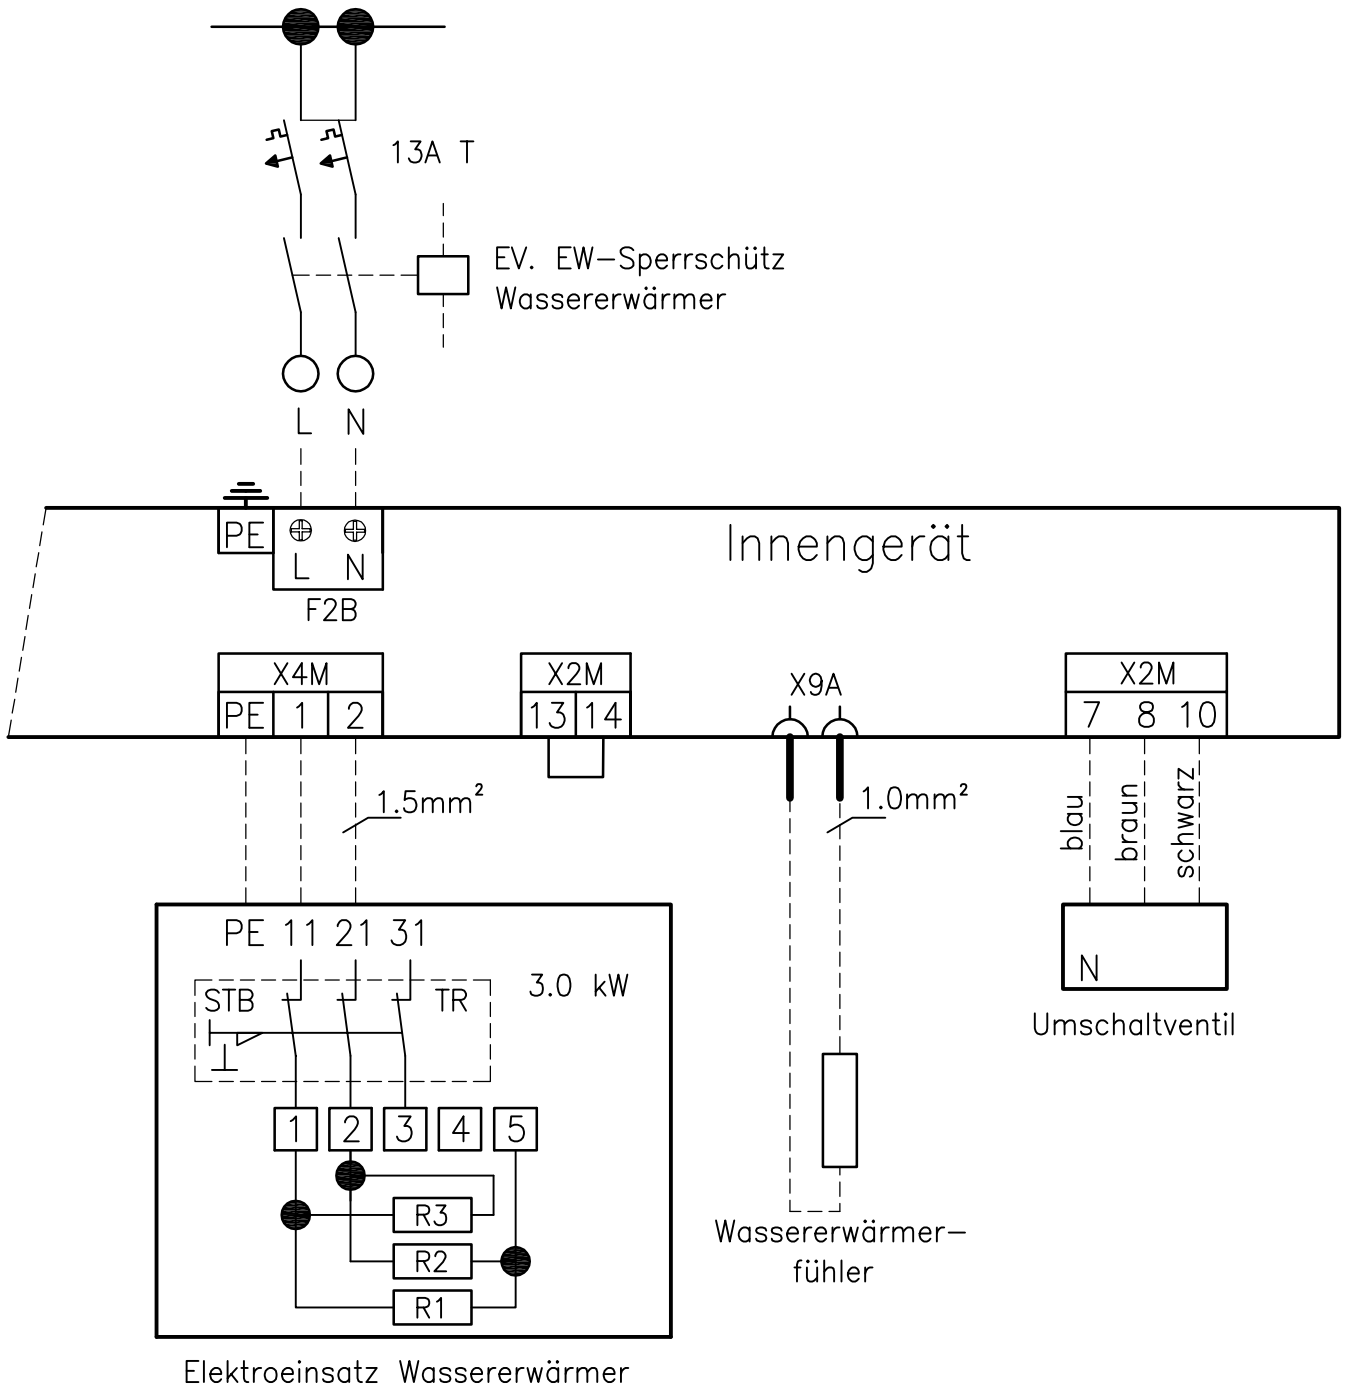 13A T
EV. EW-Sperrschütz
Wassererwärmer
L N
PE
L N
F2B
Innengerät
X4M
PE 1 2
X2M
13 14
X9A
X2M
7 8 10
1.5mm²
1.0mm²
blau
braun
schwarz
PE 11 21 31
3.0 kW
STB
TR
1 2 3 4 5
R3
R2
R1
Elektroeinsatz Wassererwärmer
Wassererwärmer-
fühler
N
Umschaltventil